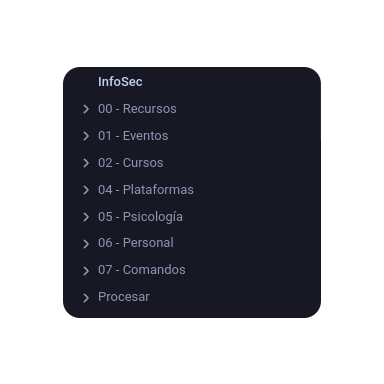 InfoSec
00 - Recursos
01 - Eventos
02 - Cursos
04 - Plataformas
05 - Psicología
06 - Personal
07 - Comandos
Procesar